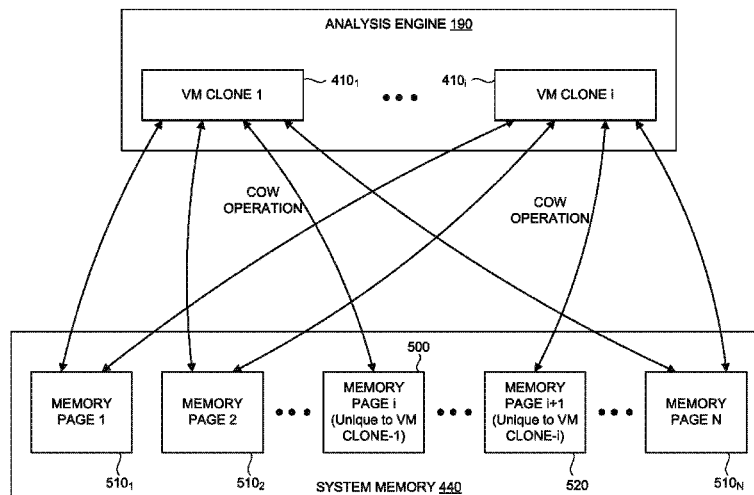 ANALYSIS ENGINE 190
VM CLONE 1
410₁
410ᵢ
VM CLONE i
COW
OPERATION
COW
OPERATION
500
MEMORY
PAGE 1
MEMORY
PAGE 2
MEMORY
PAGE i
(Unique to VM
CLONE-1)
MEMORY
PAGE i+1
(Unique to VM
CLONE-i)
MEMORY
PAGE N
510₁
510₂
SYSTEM MEMORY 440
520
510ₙ